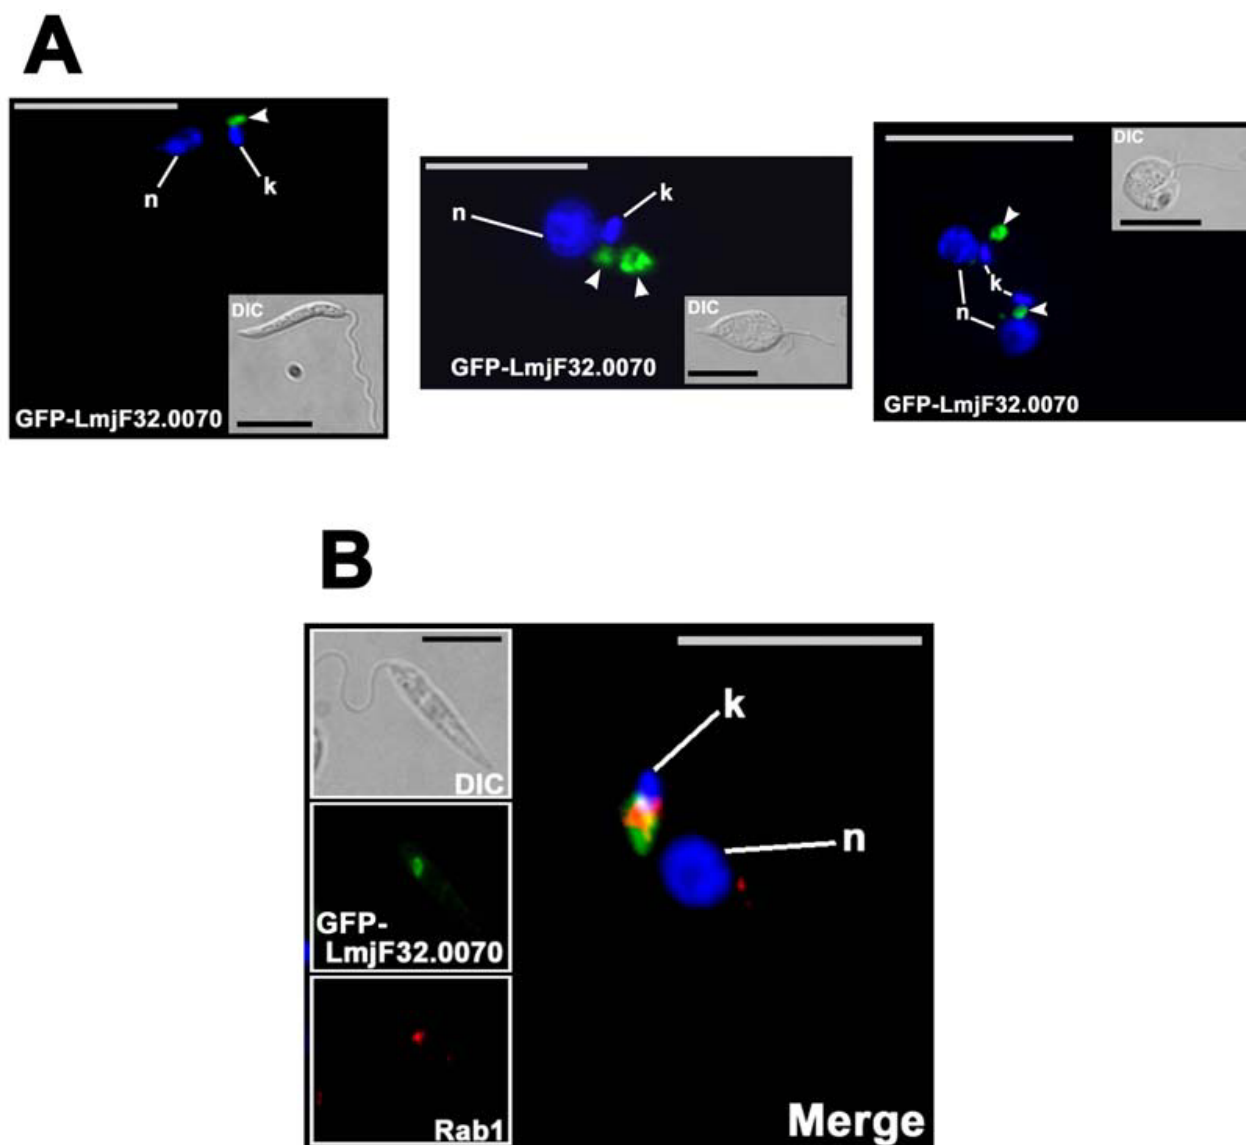 A
n
k
DIC
GFP-LmjF32.0070
n
k
DIC
GFP-LmjF32.0070
DIC
k
n
GFP-LmjF32.0070
B
DIC
GFP-
LmjF32.0070
Rab1
k
n
Merge